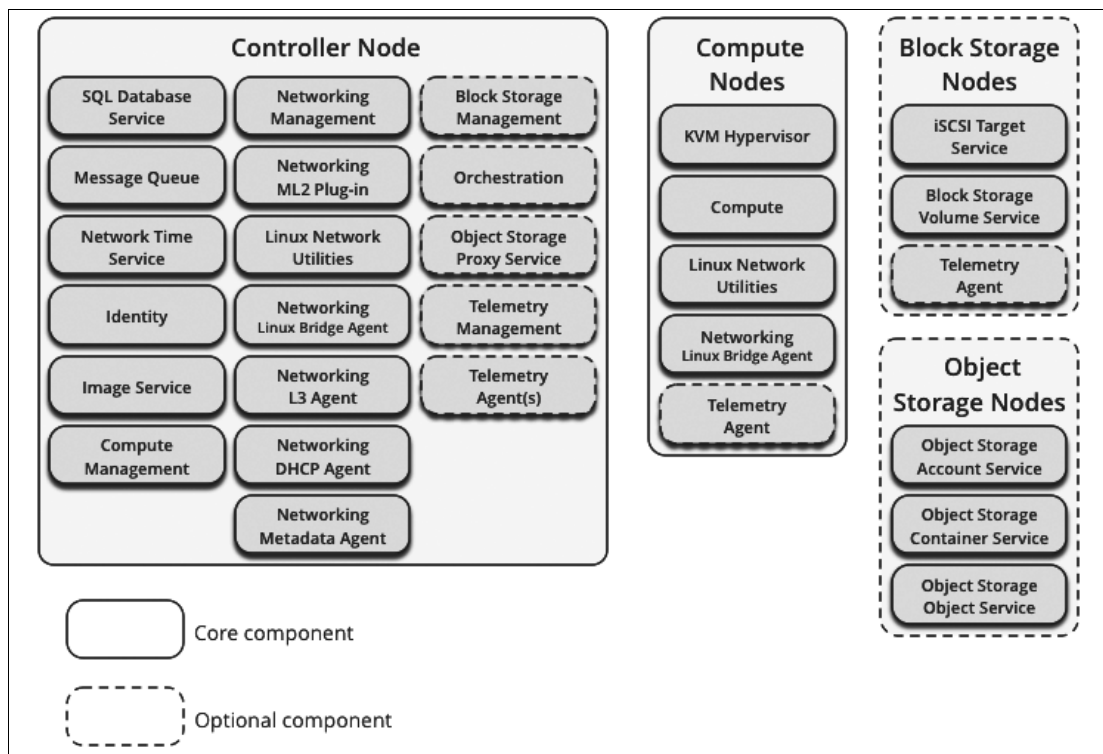 Controller Node
SQL Database
Service
Message Queue
Network Time
Service
Identity
Image Service
Compute
Management
Networking
Management
Networking
ML2 Plug-in
Linux Network
Utilities
Networking
Linux Bridge Agent
Networking
L3 Agent
Networking
DHCP Agent
Networking
Metadata Agent
Block Storage
Management
Orchestration
Object Storage
Proxy Service
Telemetry
Management
Telemetry
Agent(s)
Compute
Nodes
KVM Hypervisor
Compute
Linux Network
Utilities
Networking
Linux Bridge Agent
Telemetry
Agent
Block Storage
Nodes
iSCSI Target
Service
Block Storage
Volume Service
Telemetry
Agent
Object
Storage Nodes
Object Storage
Account Service
Object Storage
Container Service
Object Storage
Object Service
Core component
Optional component